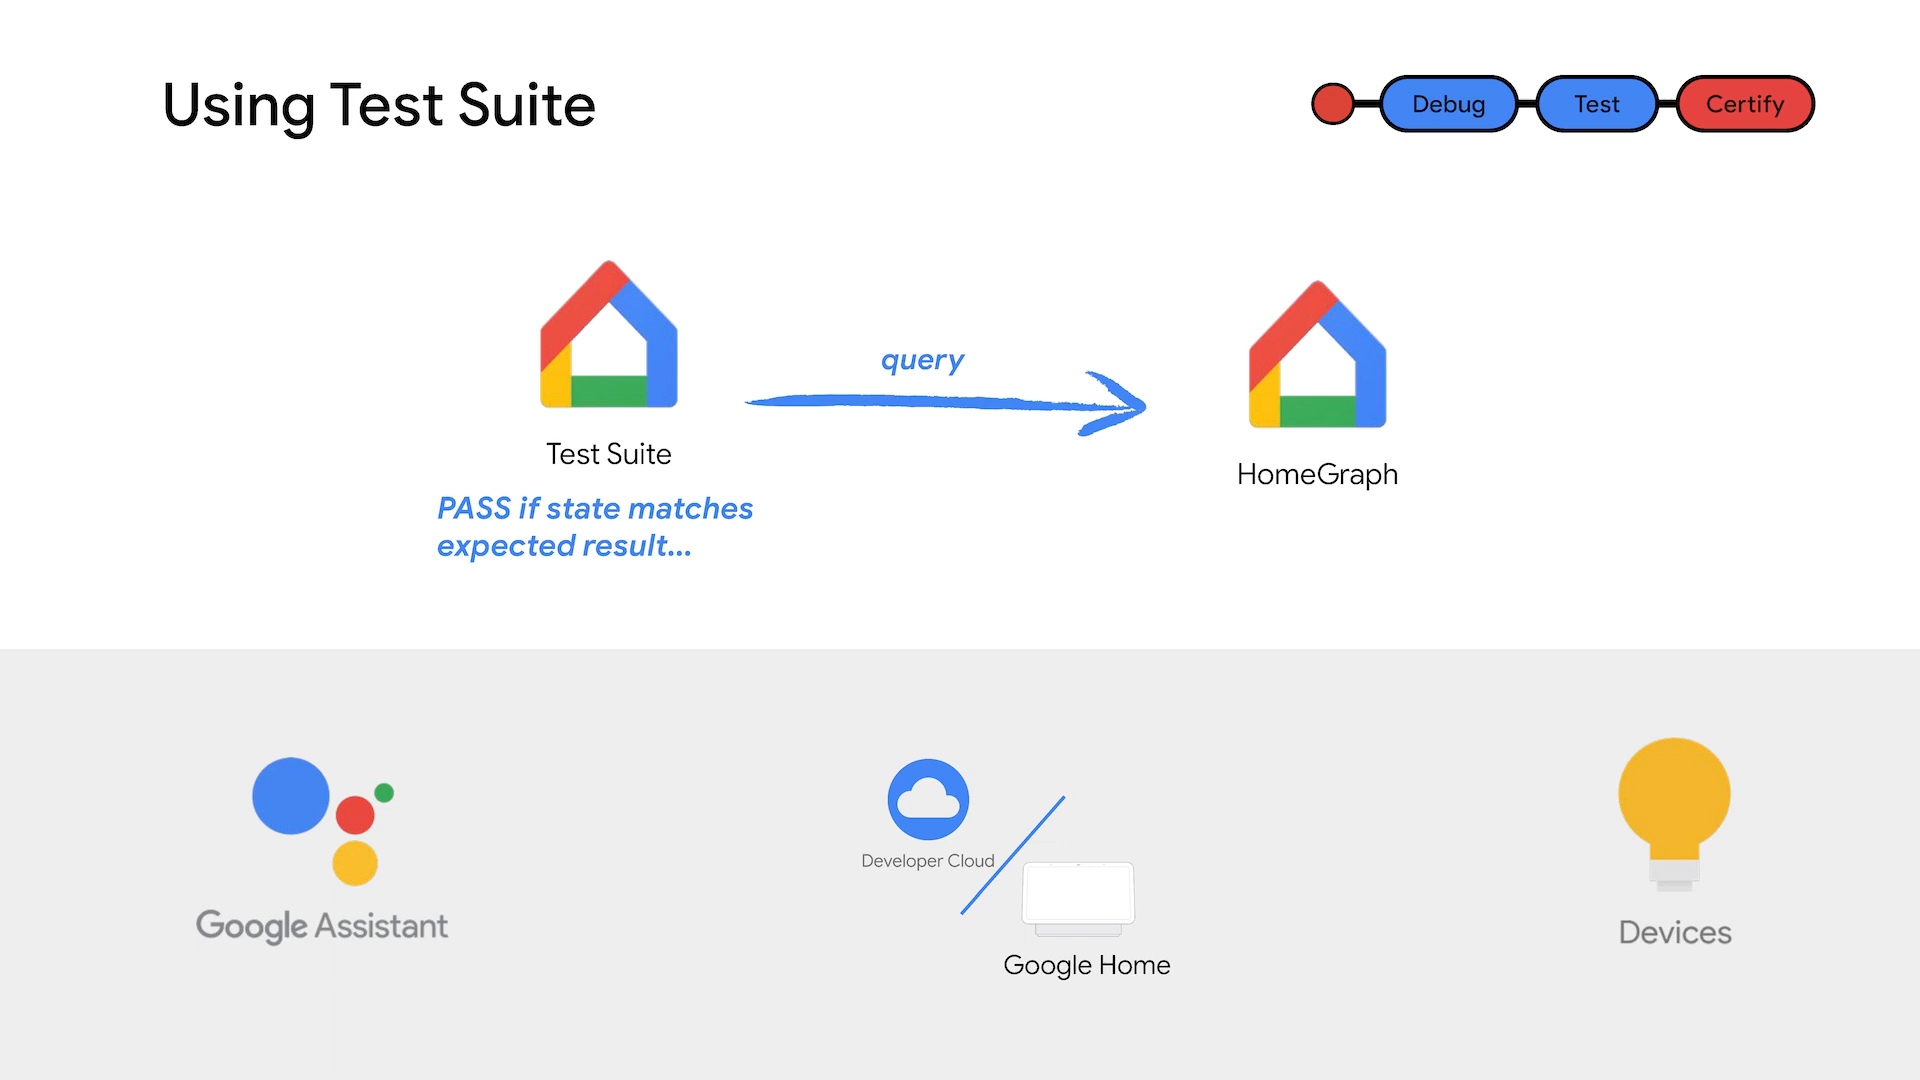 Using Test Suite
Debug
Test
Certify
query
Test Suite
HomeGraph
PASS if state matches
expected result...
Developer Cloud
Google Assistant
Google Home
Devices